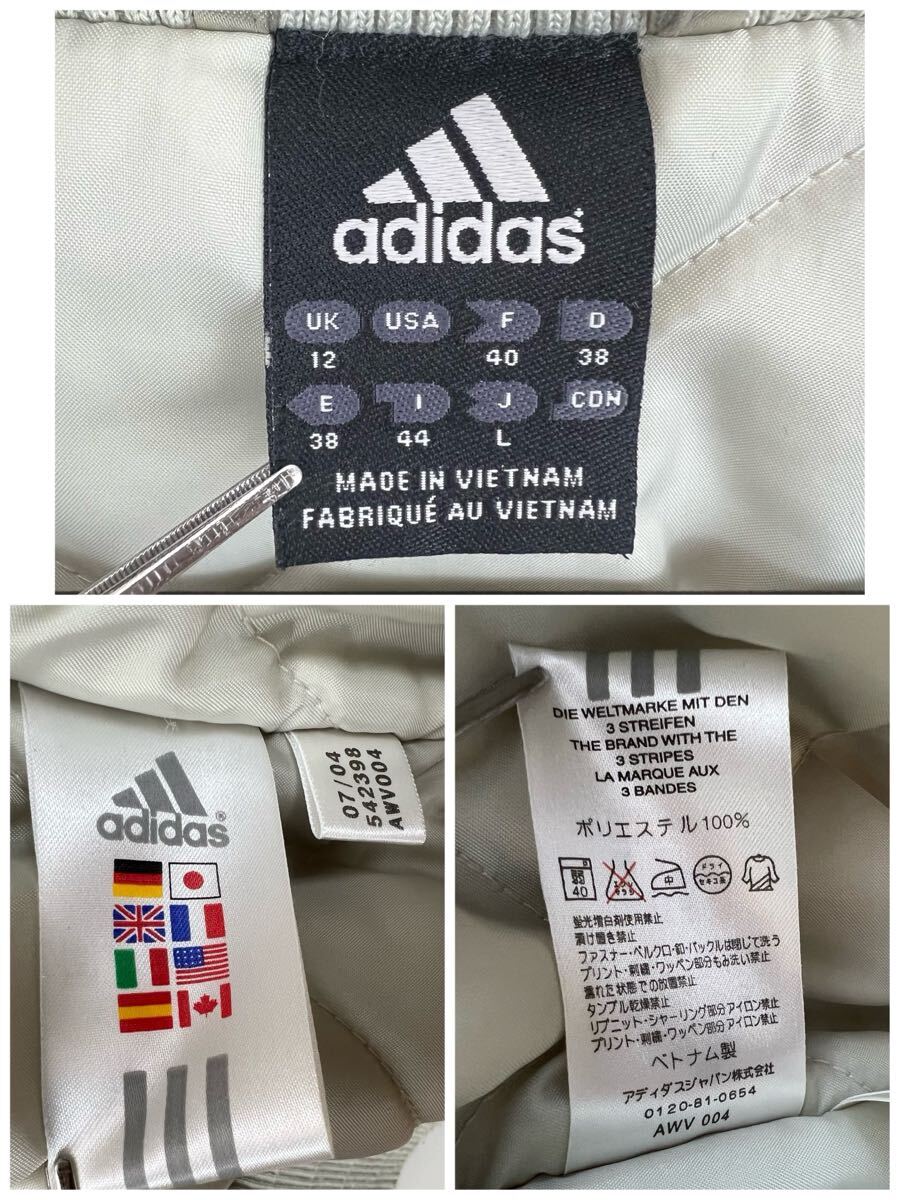 adidas
UK USA F D
12 40 38
E I J CDN
38 44 L
MADE IN VIETNAM
FABRIQUÉ AU VIETNAM
adidas®
07/04
542398
AWV004
DIE WELTMARKE MIT DEN
3 STREIFEN
THE BRAND WITH THE
3 STRIPES
LA MARQUE AUX
3 BANDES
ポリエステル100%
40 中 ドライ
セキユ系
蛍光増白剤使用禁止
漬け置き禁止
ファスナー・ベルクロ・釦・バックルは閉じて洗う
プリント・刺繍・ワッペン部分もみ洗い禁止
濡れた状態での放置禁止
タンブル乾燥禁止
リブニット・シャーリング部分アイロン禁止
プリント・刺繍・ワッペン部分アイロン禁止
ベトナム製
アディダスジャパン株式会社
0120-81-0654
AWV 004